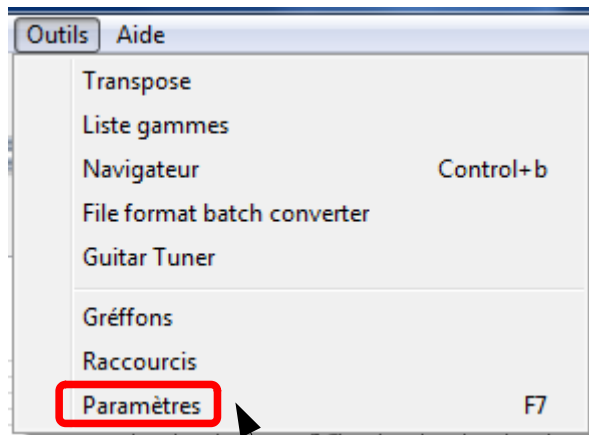 Outils Aide
Transpose
Liste gammes
Navigateur Control+b
File format batch converter
Guitar Tuner
Gréffons
Raccourcis
Paramètres F7